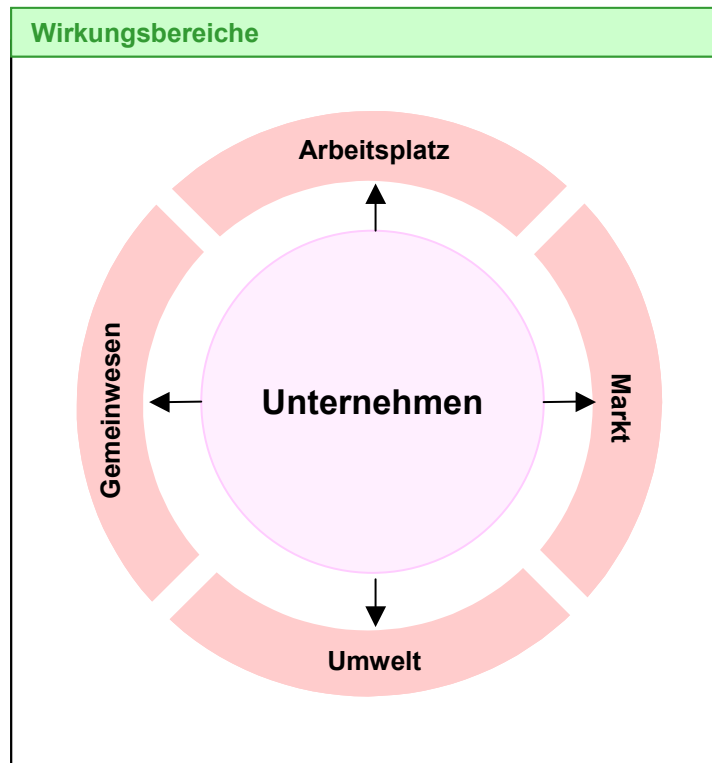 Wirkungsbereiche
Arbeitsplatz
Gemeinwesen
Unternehmen
Markt
Umwelt